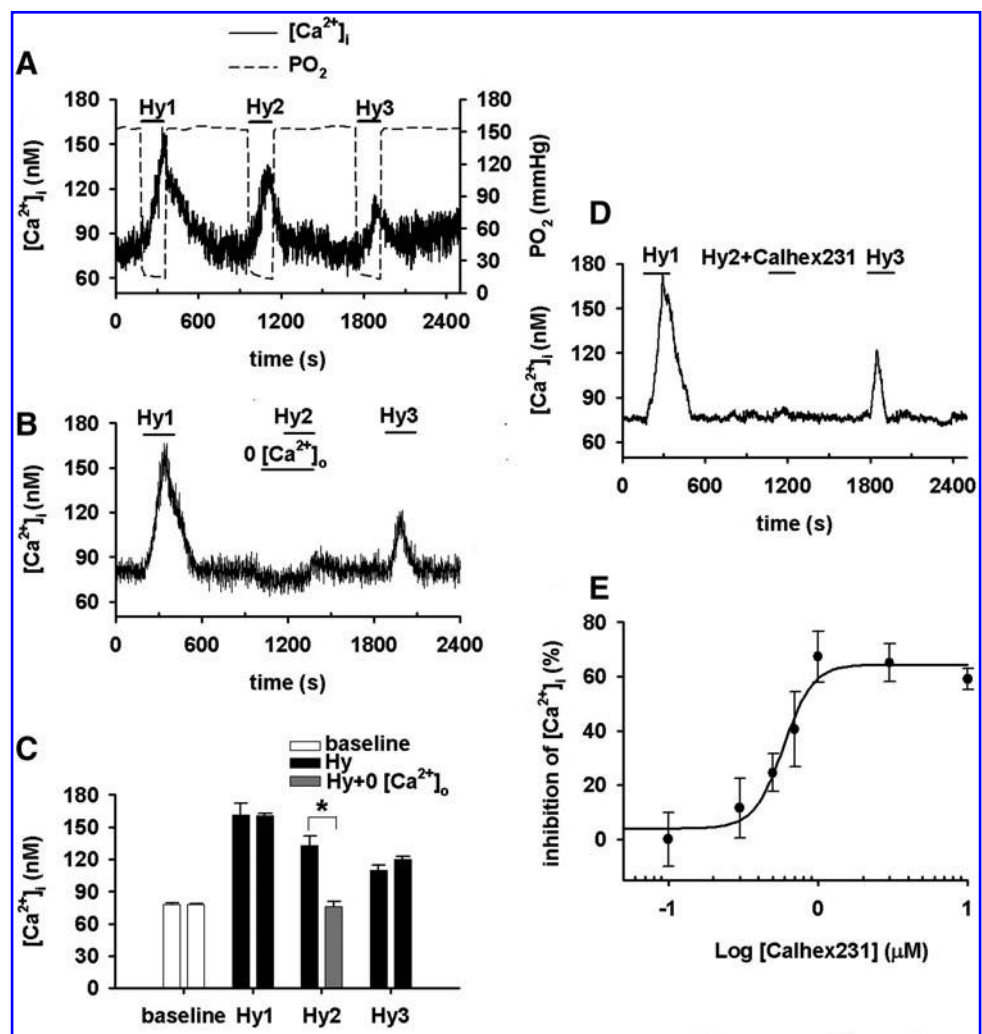 [Ca²⁺]ᵢ
PO₂
A
180
150
120
90
60
[Ca²⁺]ᵢ (nM)
Hy1
Hy2
Hy3
180
150
120
90
60
30
0
PO₂ (mmHg)
0
600
1200
1800
2400
time (s)
B
180
150
120
90
60
[Ca²⁺]ᵢ (nM)
Hy1
Hy2
Hy3
0 [Ca²⁺]ₒ
0
600
1200
1800
2400
time (s)
C
baseline
Hy
Hy+0 [Ca²⁺]ₒ
180
150
120
90
60
30
0
[Ca²⁺]ᵢ (nM)
*
baseline
Hy1
Hy2
Hy3
D
180
150
120
90
60
[Ca²⁺]ᵢ (nM)
Hy1
Hy2+Calhex231
Hy3
0
600
1200
1800
2400
time (s)
E
80
60
40
20
0
inhibition of [Ca²⁺]ᵢ (%)
-1
0
1
Log [Calhex231] (μM)